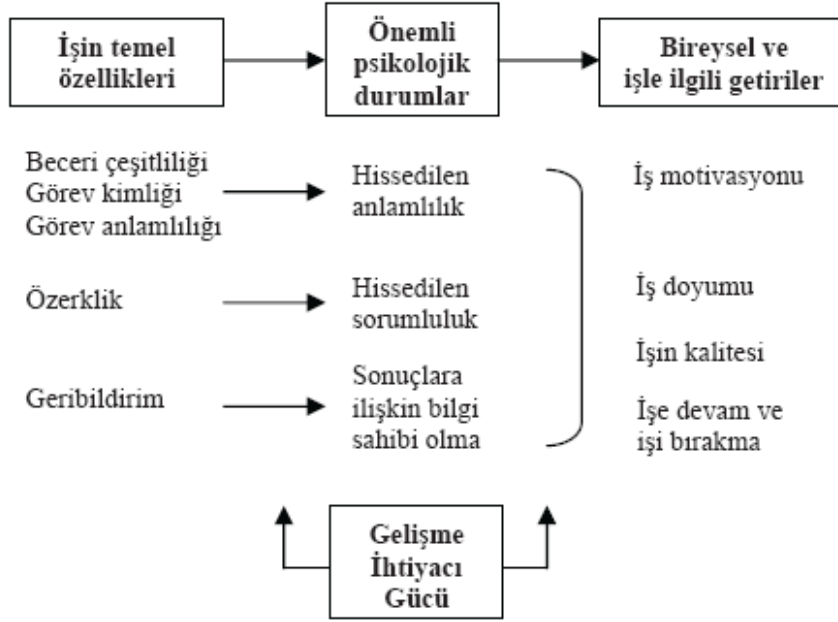 İşin temel
özellikleri
Önemli
psikolojik
durumlar
Bireysel ve
işle ilgili getiriler
Beceri çeşitliliği
Görev kimliği
Görev anlamlılığı
Hissedilen
anlamlılık
İş motivasyonu
Özerklik
Hissedilen
sorumluluk
İş doyumu
İşin kalitesi
Geribildirim
Sonuçlara
ilişkin bilgi
sahibi olma
İşe devam ve
işi bırakma
Gelişme
İhtiyacı
Gücü